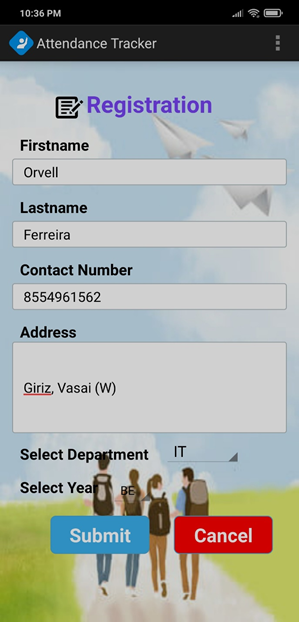 10:36 PM
Attendance Tracker
Registration
Firstname
Orvell
Lastname
Ferreira
Contact Number
8554961562
Address
Giriz, Vasai (W)
Select Department IT
Select Year BE
Submit Cancel